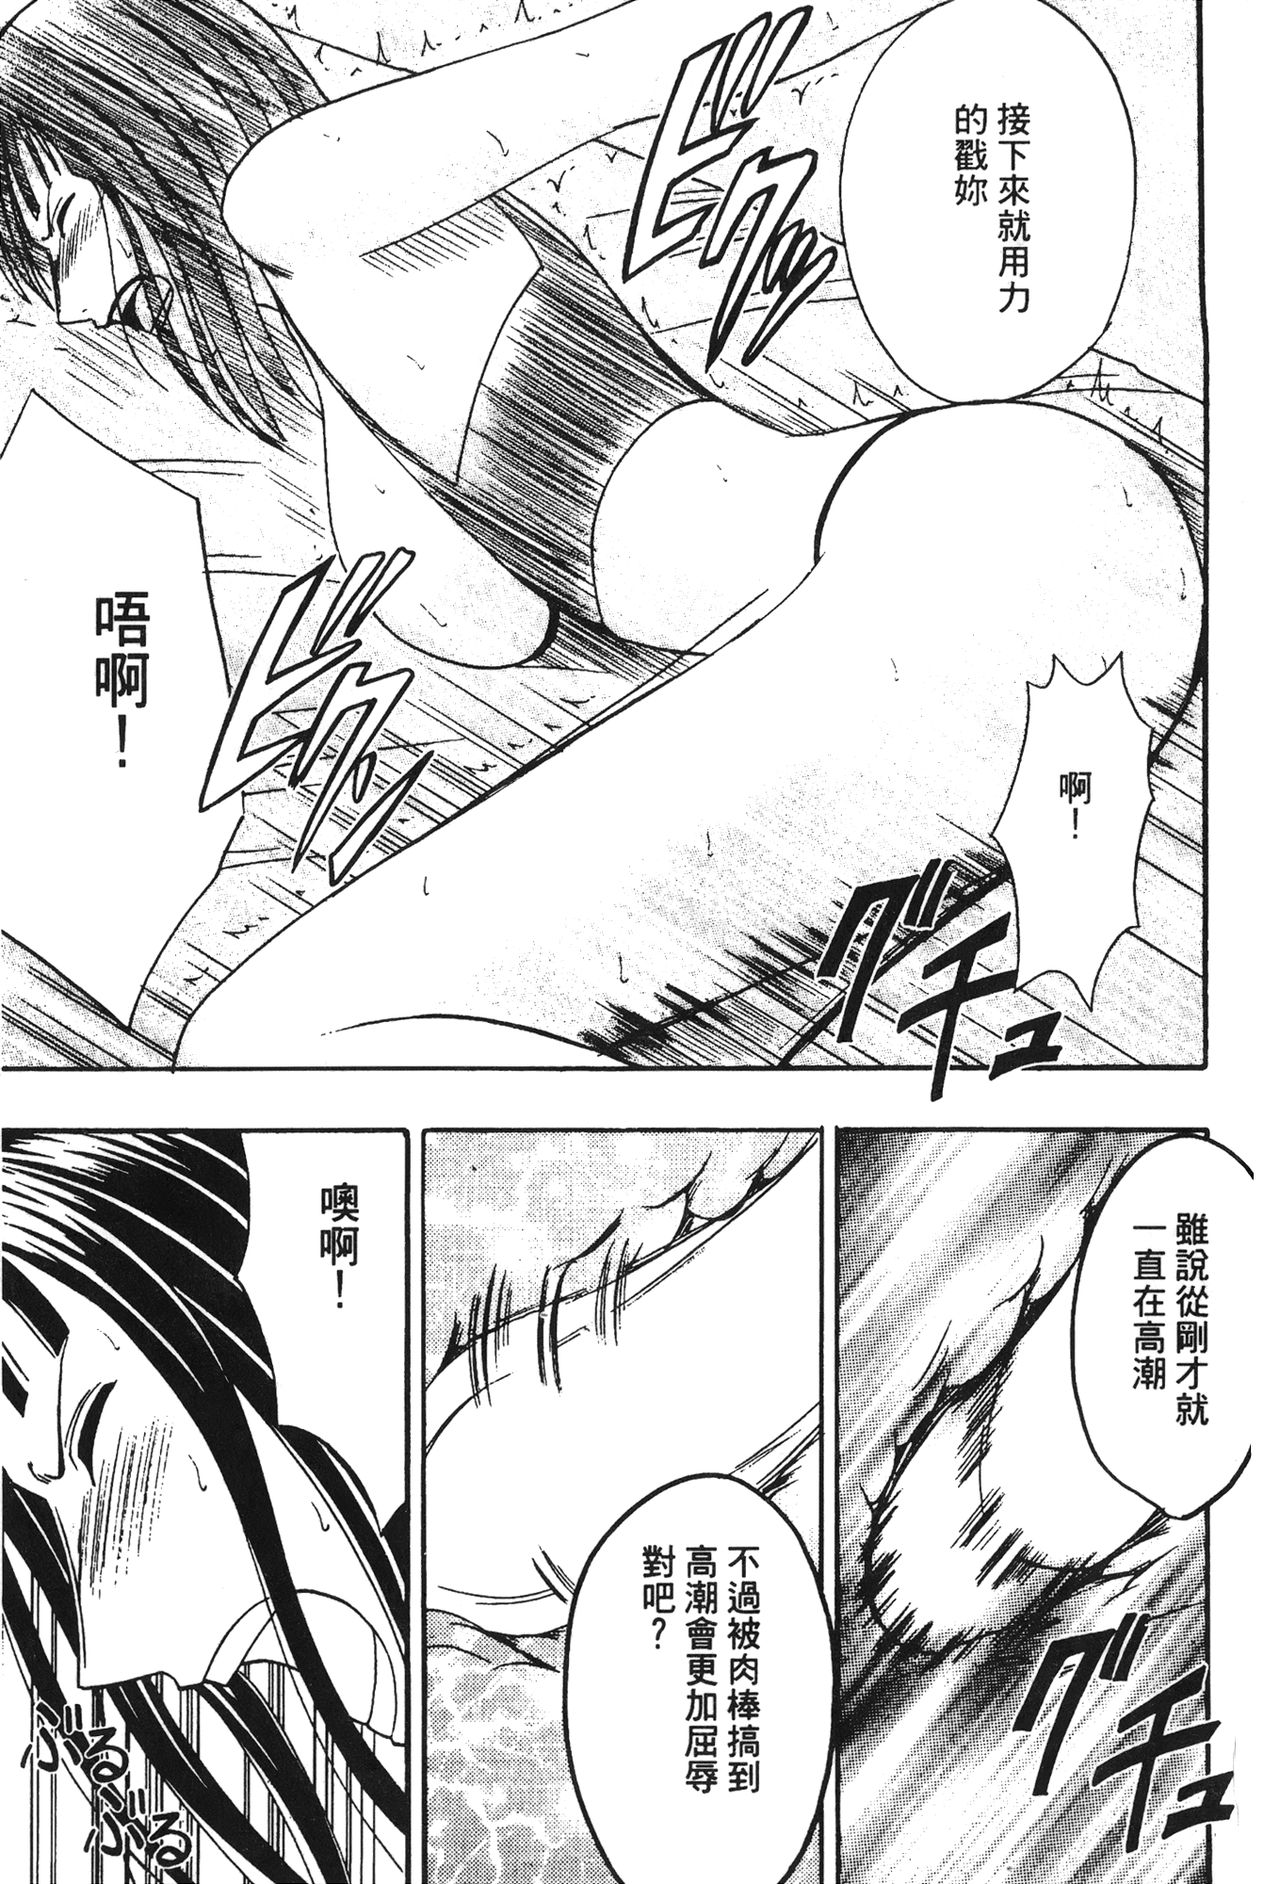 接下來就用力
的戳妳
ビクッ
唔啊！
ビクッ
啊！
グチュ
雖說從剛才就
一直在高潮
グチュ
不過被肉棒搞到
高潮會更加屈辱
對吧？
噢啊！
ぶるぶる